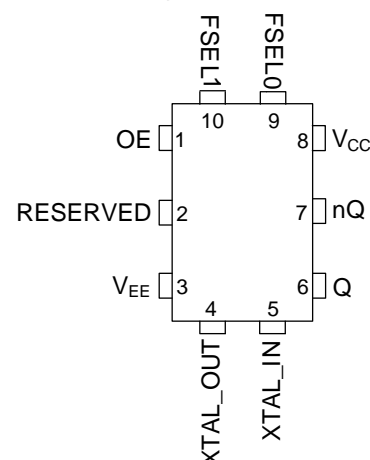 FSEL1
FSEL0
10
9
OE 1
8 VCC
RESERVED 2
7 nQ
VEE 3
6 Q
4
5
XTAL_OUT
XTAL_IN